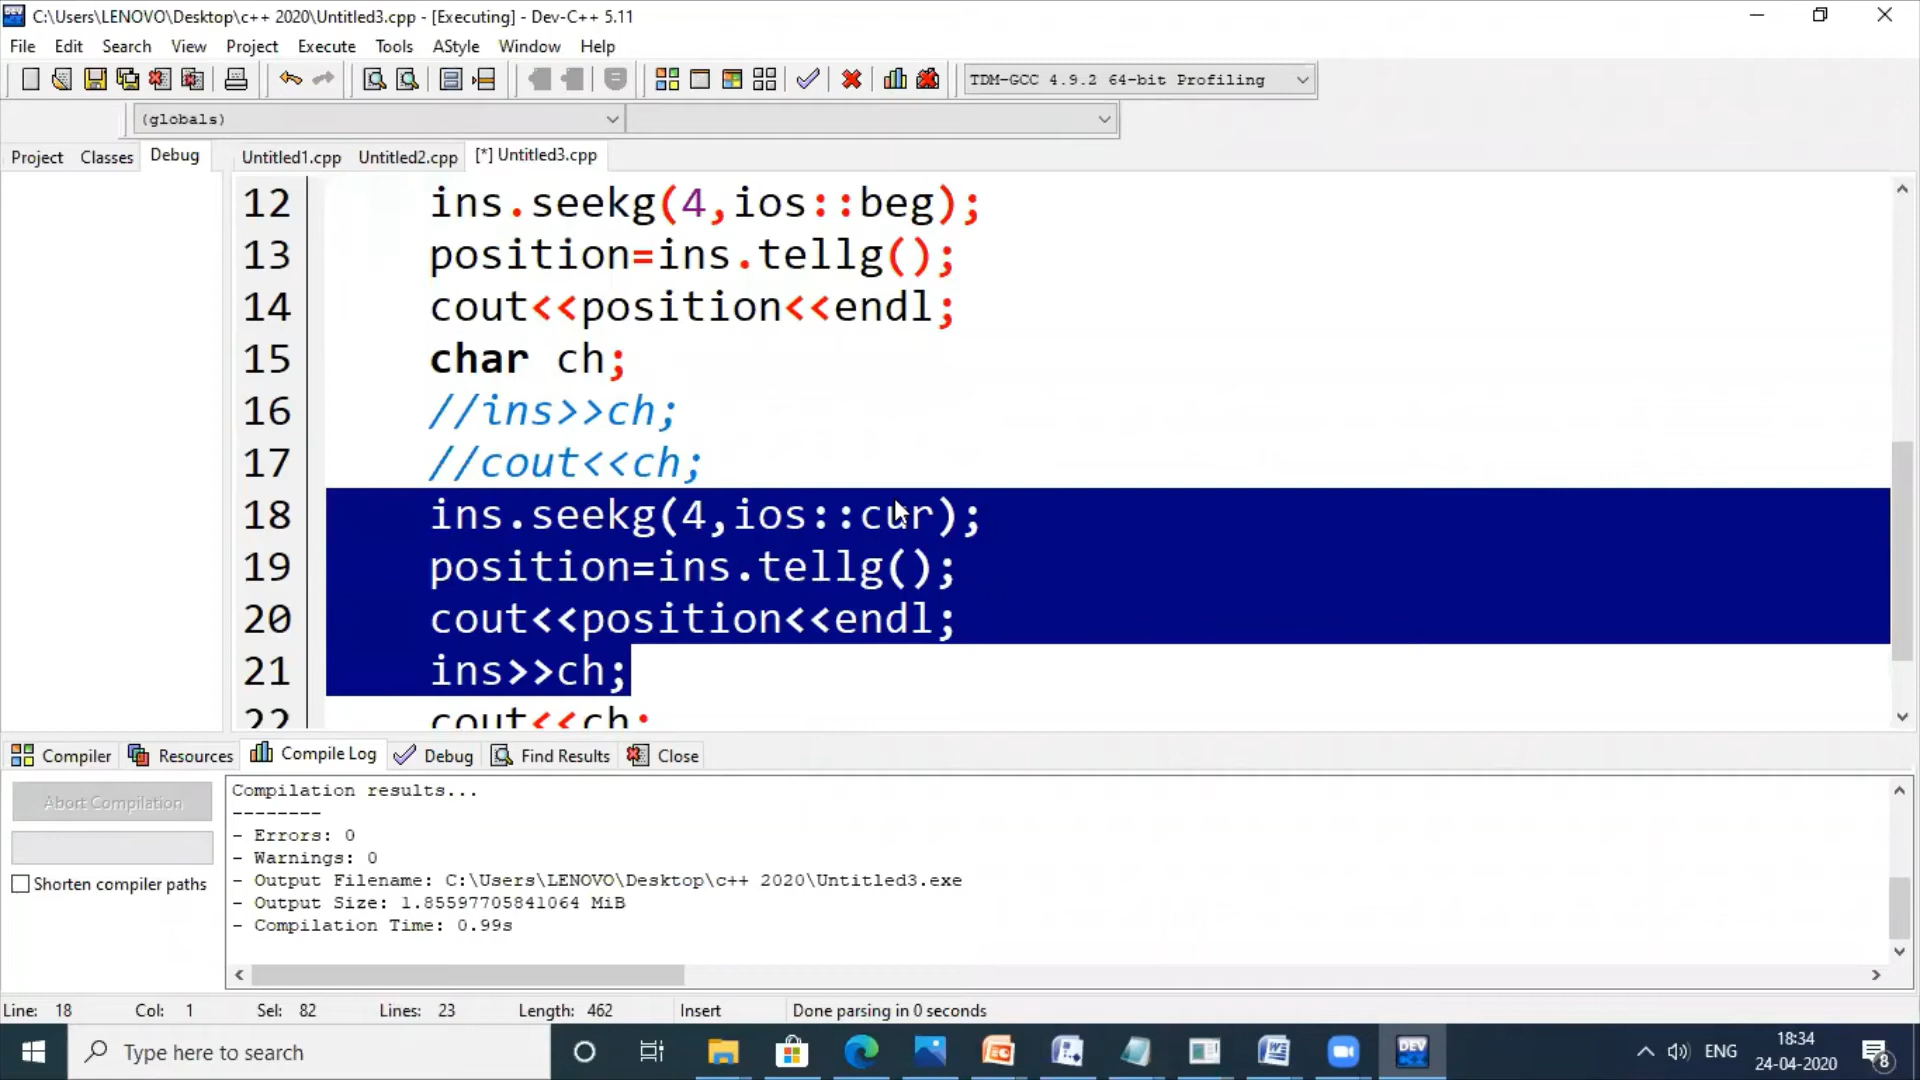 C:\Users\LENOVO\Desktop\c++ 2020\Untitled3.cpp - [Executing] - Dev-C++ 5.11
File Edit Search View Project Execute Tools AStyle Window Help
TDM-GCC 4.9.2 64-bit Profiling
(globals)
Project Classes Debug Untitled1.cpp Untitled2.cpp [*] Untitled3.cpp
12 ins.seekg(4,ios::beg);
13 position=ins.tellg();
14 cout<<position<<endl;
15 char ch;
16 //ins>>ch;
17 //cout<<ch;
18 ins.seekg(4,ios::cur);
19 position=ins.tellg();
20 cout<<position<<endl;
21 ins>>ch;
22 cout<<ch;
Compiler Resources Compile Log Debug Find Results Close
Abort Compilation
Shorten compiler paths
Compilation results...
--------
- Errors: 0
- Warnings: 0
- Output Filename: C:\Users\LENOVO\Desktop\c++ 2020\Untitled3.exe
- Output Size: 1.85597705841064 MiB
- Compilation Time: 0.99s
Line: 18 Col: 1 Sel: 82 Lines: 23 Length: 462 Insert Done parsing in 0 seconds
Type here to search
DEV
ENG
18:34
24-04-2020
8